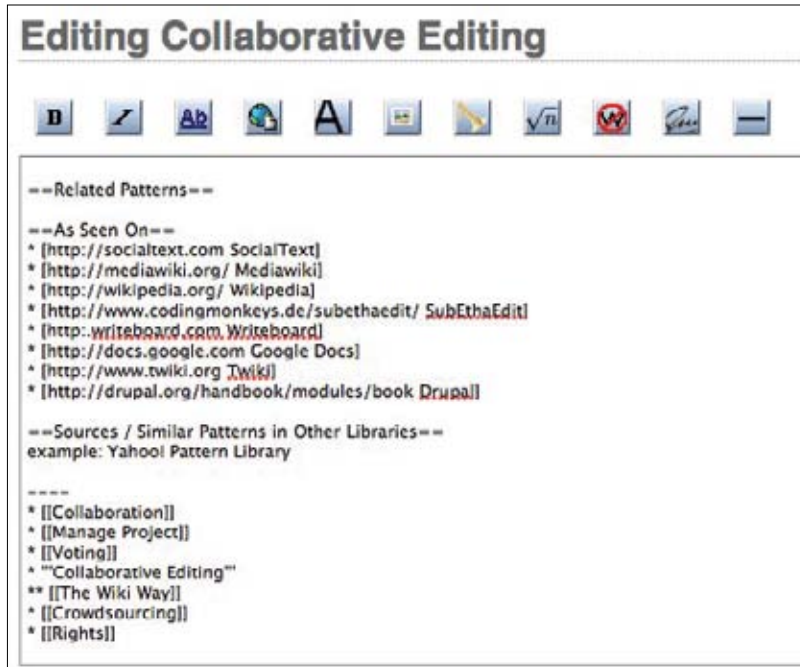 Editing Collaborative Editing
B I Ab A √n W
==Related Patterns==
==As Seen On==
* [http://socialtext.com SocialText]
* [http://mediawiki.org/ Mediawiki]
* [http://wikipedia.org/ Wikipedia]
* [http://www.codingmonkeys.de/subethaedit/ SubEthaEdit]
* [http:.writeboard.com Writeboard]
* [http://docs.google.com Google Docs]
* [http://www.twiki.org Twiki]
* [http://drupal.org/handbook/modules/book Drupal]
==Sources / Similar Patterns in Other Libraries==
example: Yahoo! Pattern Library
----
* [[Collaboration]]
* [[Manage Project]]
* [[Voting]]
* '''Collaborative Editing'''
** [[The Wiki Way]]
* [[Crowdsourcing]]
* [[Rights]]